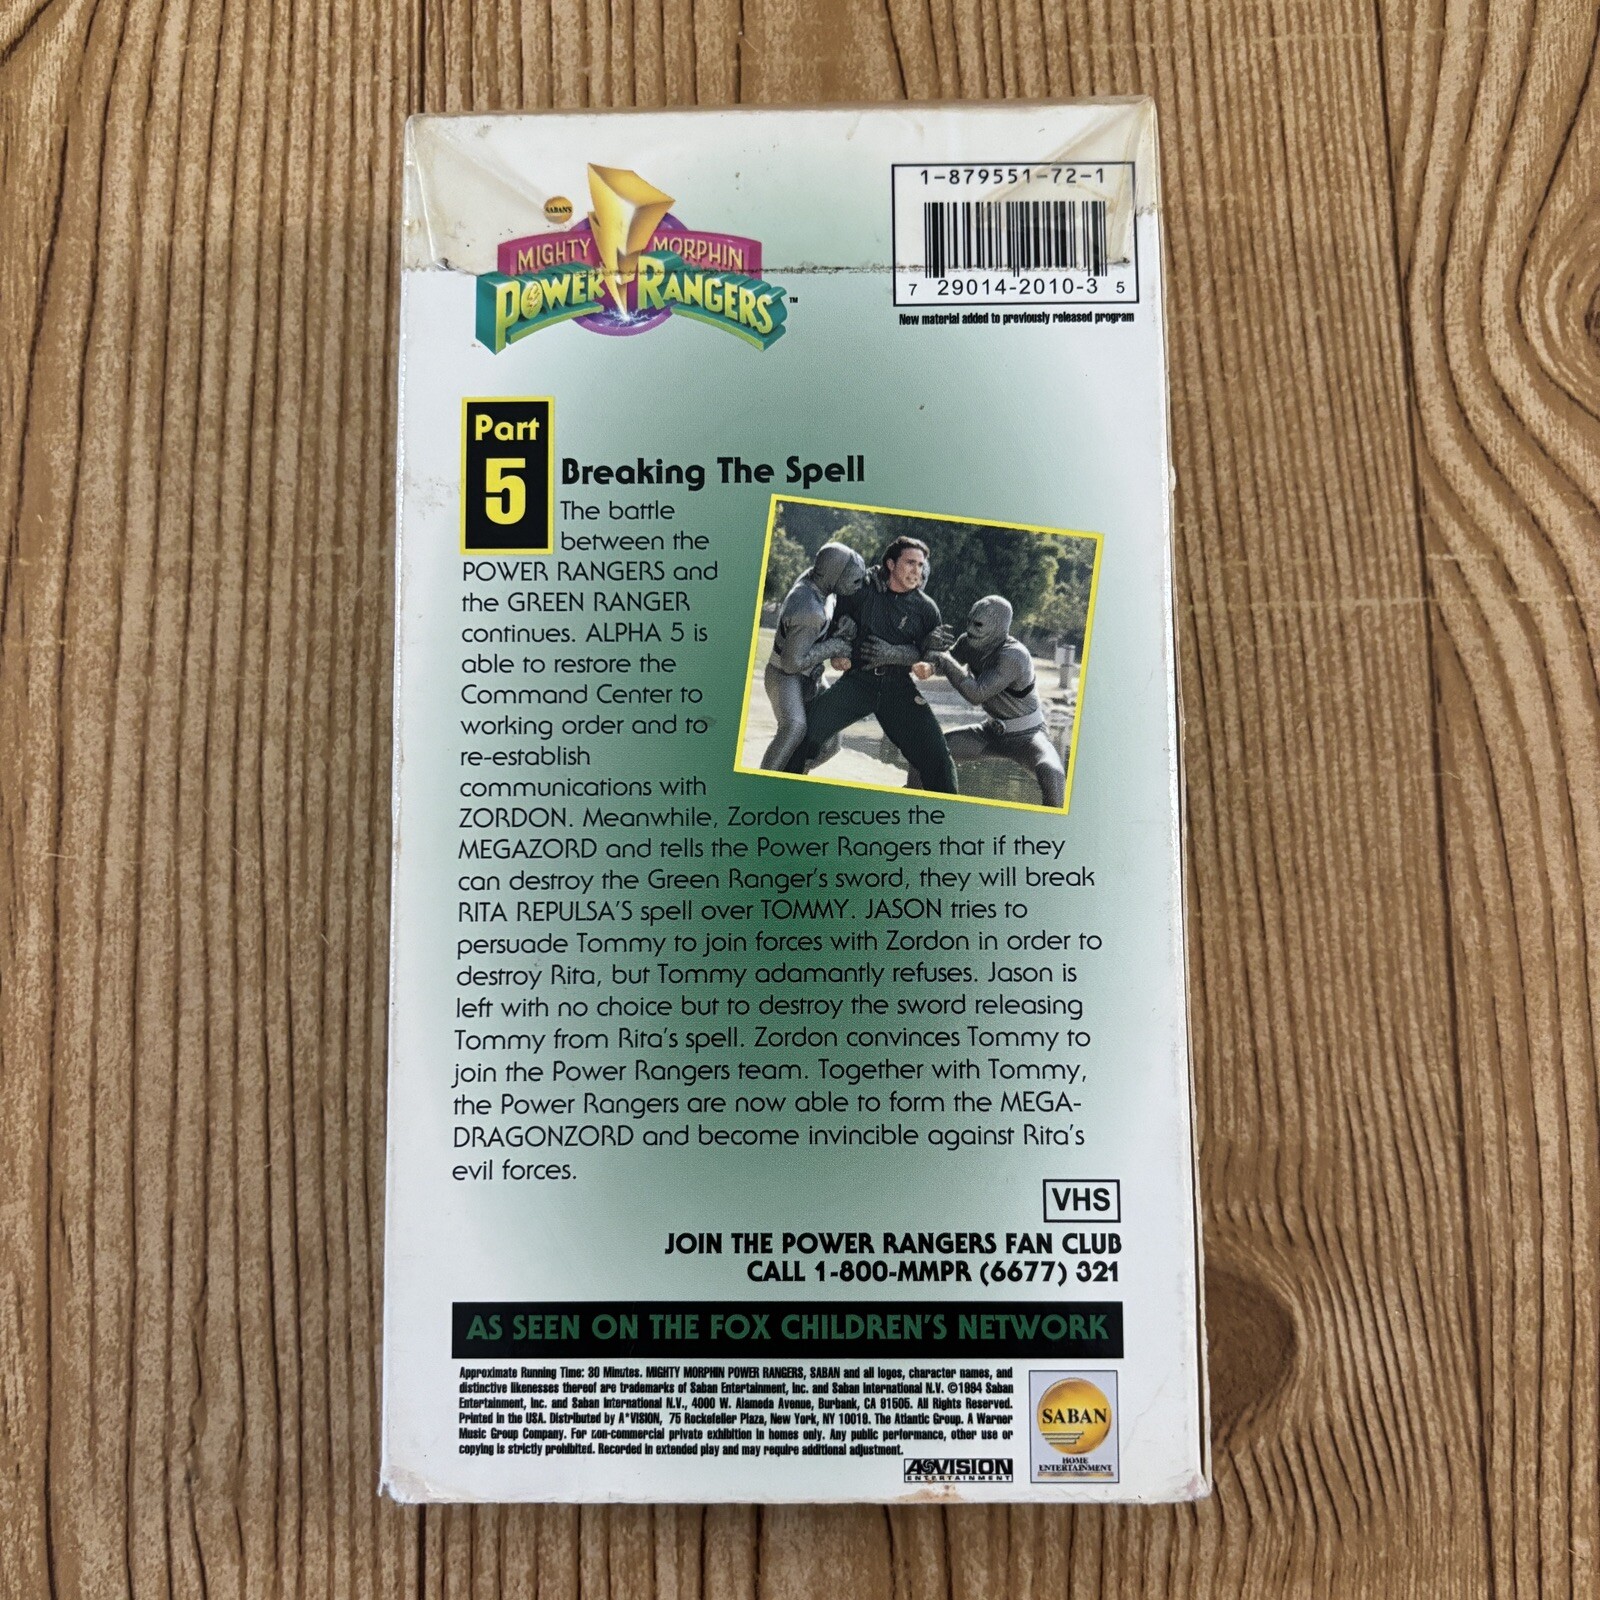 SABAN'S
MIGHTY MORPHIN
POWER RANGERS™
1-879551-72-1
7 29014-2010-3 5
New material added to previously released program
Part
5
Breaking The Spell
The battle
between the
POWER RANGERS and
the GREEN RANGER
continues. ALPHA 5 is
able to restore the
Command Center to
working order and to
re-establish
communications with
ZORDON. Meanwhile, Zordon rescues the
MEGAZORD and tells the Power Rangers that if they
can destroy the Green Ranger's sword, they will break
RITA REPULSA'S spell over TOMMY. JASON tries to
persuade Tommy to join forces with Zordon in order to
destroy Rita, but Tommy adamantly refuses. Jason is
left with no choice but to destroy the sword releasing
Tommy from Rita's spell. Zordon convinces Tommy to
join the Power Rangers team. Together with Tommy,
the Power Rangers are now able to form the MEGA-
DRAGONZORD and become invincible against Rita's
evil forces.
VHS
JOIN THE POWER RANGERS FAN CLUB
CALL 1-800-MMPR (6677) 321
AS SEEN ON THE FOX CHILDREN'S NETWORK
Approximate Running Time: 30 Minutes. MIGHTY MORPHIN POWER RANGERS, SABAN and all logos, character names, and
distinctive likenesses thereof are trademarks of Saban Entertainment, Inc. and Saban International N.V. ©1994 Saban
Entertainment, Inc. and Saban International N.V., 4000 W. Alameda Avenue, Burbank, CA 91505. All Rights Reserved.
Printed in the USA. Distributed by A*VISION, 75 Rockefeller Plaza, New York, NY 10019. The Atlantic Group. A Warner
Music Group Company. For non-commercial private exhibition in homes only. Any public performance, other use or
copying is strictly prohibited. Recorded in extended play and may require additional adjustment.
A*VISION
ENTERTAINMENT
SABAN
HOME
ENTERTAINMENT